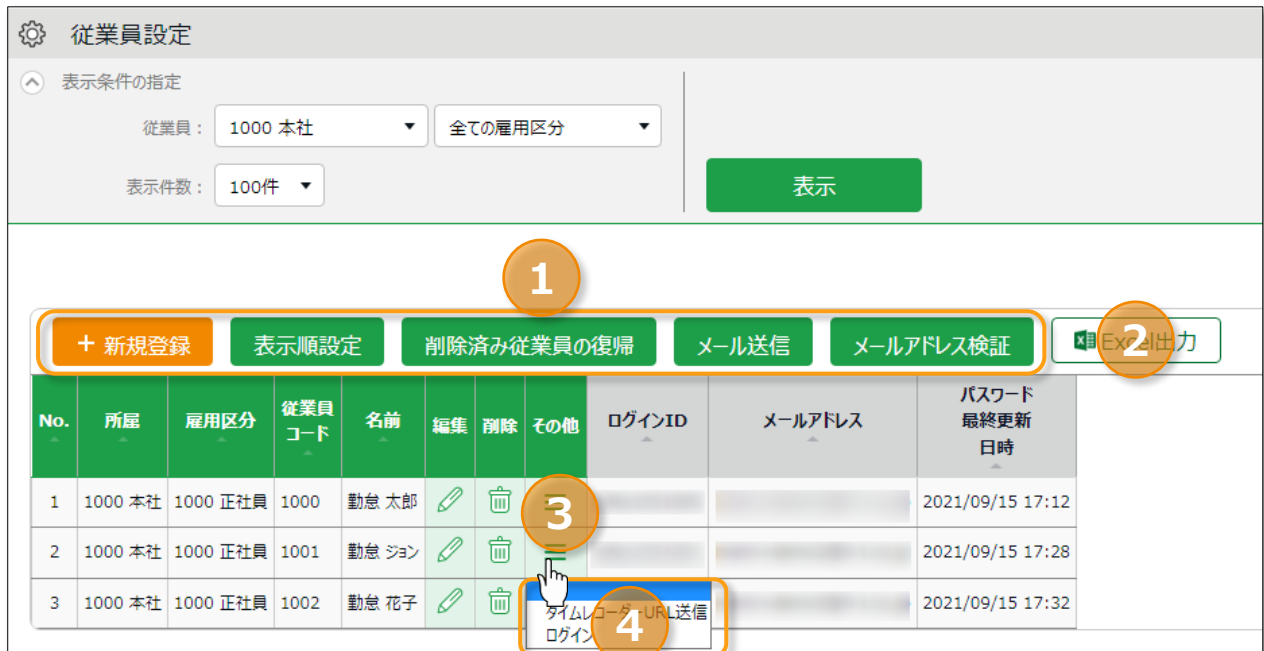 従業員設定
表示条件の指定
従業員： 1000 本社 全ての雇用区分
表示件数： 100件
表示
1
+ 新規登録 表示順設定 削除済み従業員の復帰 メール送信 メールアドレス検証 Excel出力
2
No. 所属 雇用区分 従業員コード 名前 編集 削除 その他 ログインID メールアドレス パスワード最終更新日時
1 1000 本社 1000 正社員 1000 勤怠 太郎 2021/09/15 17:12
3
2 1000 本社 1000 正社員 1001 勤怠 ジョン 2021/09/15 17:28
3 1000 本社 1000 正社員 1002 勤怠 花子 2021/09/15 17:32
タイムレコーダーURL送信
4
ログイン